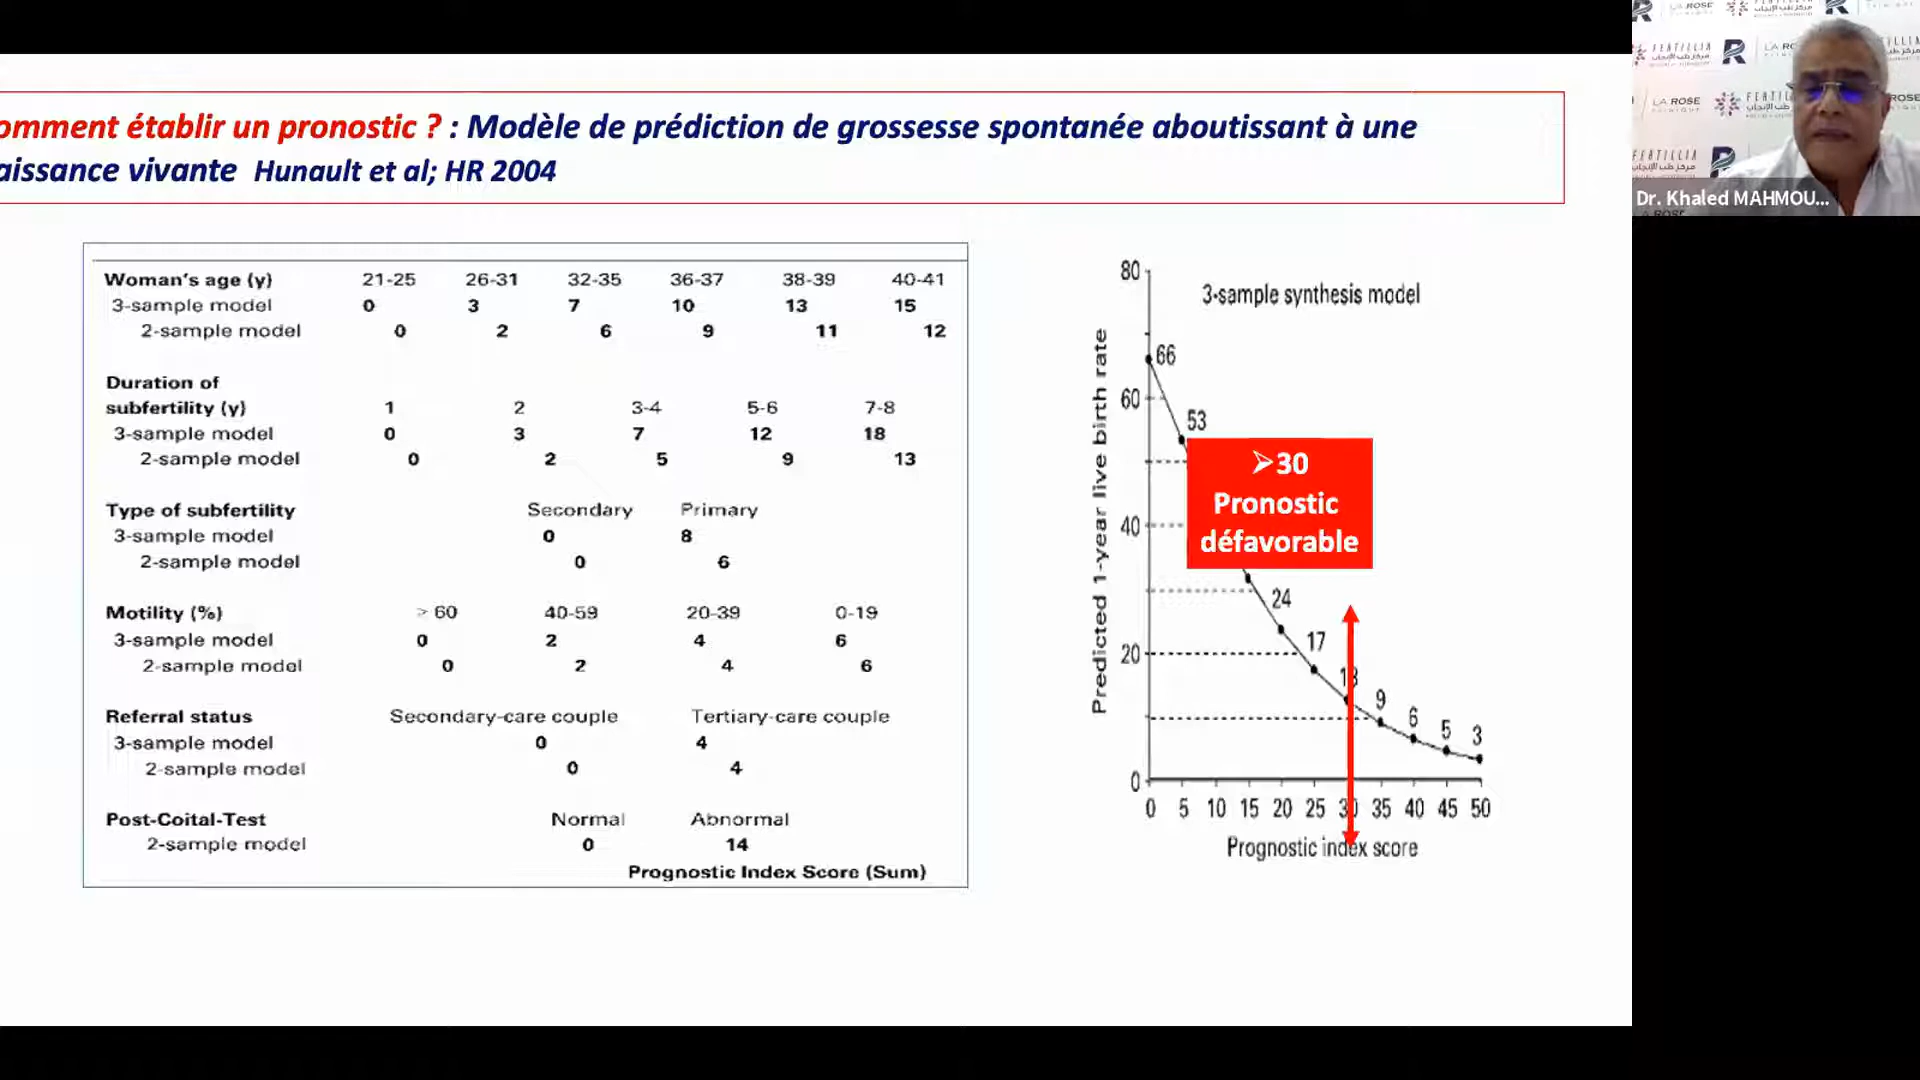 omment établir un pronostic ? : Modèle de prédiction de grossesse spontanée aboutissant à une
aissance vivante Hunault et al; HR 2004
Woman's age (y) 21-25 26-31 32-35 36-37 38-39 40-41
3-sample model 0 3 7 10 13 15
2-sample model 0 2 6 9 11 12
Duration of
subfertility (y) 1 2 3-4 5-6 7-8
3-sample model 0 3 7 12 18
2-sample model 0 2 5 9 13
Type of subfertility Secondary Primary
3-sample model 0 8
2-sample model 0 6
Motility (%) > 60 40-59 20-39 0-19
3-sample model 0 2 4 6
2-sample model 0 2 4 6
Referral status Secondary-care couple Tertiary-care couple
3-sample model 0 4
2-sample model 0 4
Post-Coital-Test Normal Abnormal
2-sample model 0 14
Prognostic Index Score (Sum)
3-sample synthesis model
Predicted 1-year live birth rate
80
60
40
20
0
66
53
24
17
13
9
6
5
3
➢30
Pronostic
défavorable
0 5 10 15 20 25 30 35 40 45 50
Prognostic index score
LA ROSE
FERTILLIA
مركز طب الإنجاب
Dr. Khaled MAHMOU...